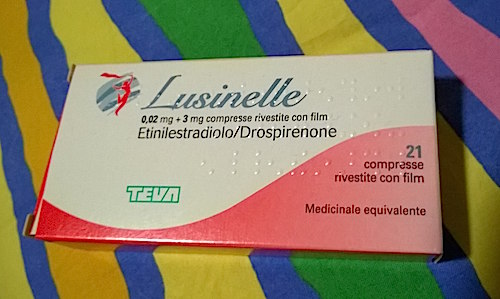 Lusinelle
0,02 mg + 3 mg compresse rivestite con film
Etinilestradiolo/Drospirenone
21
compresse
rivestite con film
TEVA
Medicinale equivalente